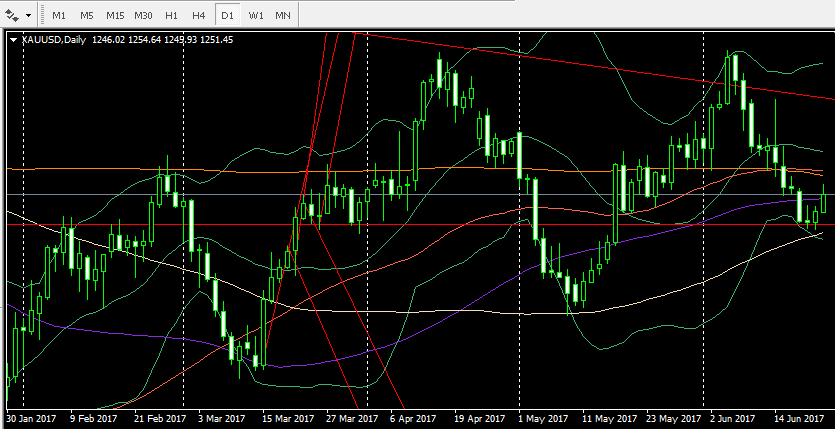 M1 M5 M15 M30 H1 H4 D1 W1 MN
XAUUSD,Daily 1246.02 1254.64 1245.93 1251.45
30 Jan 2017 9 Feb 2017 21 Feb 2017 3 Mar 2017 15 Mar 2017 27 Mar 2017 6 Apr 2017 19 Apr 2017 1 May 2017 11 May 2017 23 May 2017 2 Jun 2017 14 Jun 2017